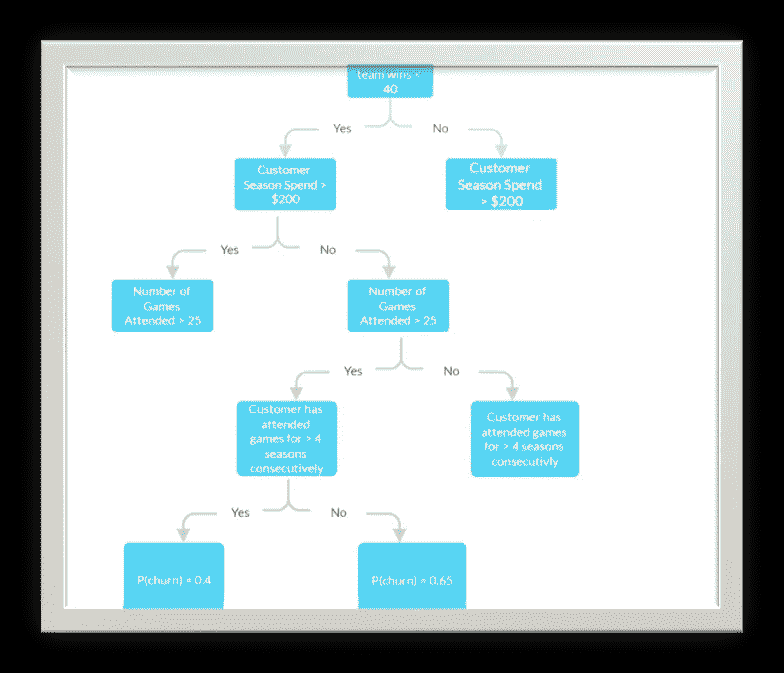 team wins <
40
Yes
No
Customer
Season Spend >
$200
Customer
Season Spend
> $200
Yes
No
Number of
Games
Attended > 25
Number of
Games
Attended > 25
Yes
No
Customer has
attended
games for > 4
seasons
consecutively
Customer has
attended games
for > 4 seasons
consecutivly
Yes
No
P(churn) = 0.4
P(churn) = 0.65